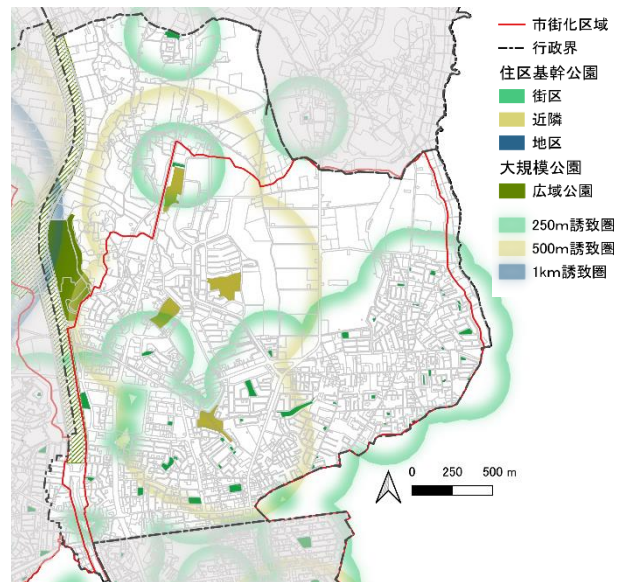 市街化区域
行政界
住区基幹公園
街区
近隣
地区
大規模公園
広域公園
250m誘致圏
500m誘致圏
1km誘致圏
0 250 500 m